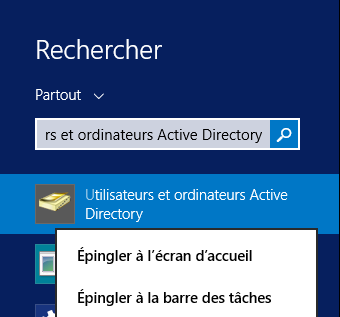 Rechercher
Partout
rs et ordinateurs Active Directory
Utilisateurs et ordinateurs Active
Directory
Épingler à l'écran d'accueil
Épingler à la barre des tâches